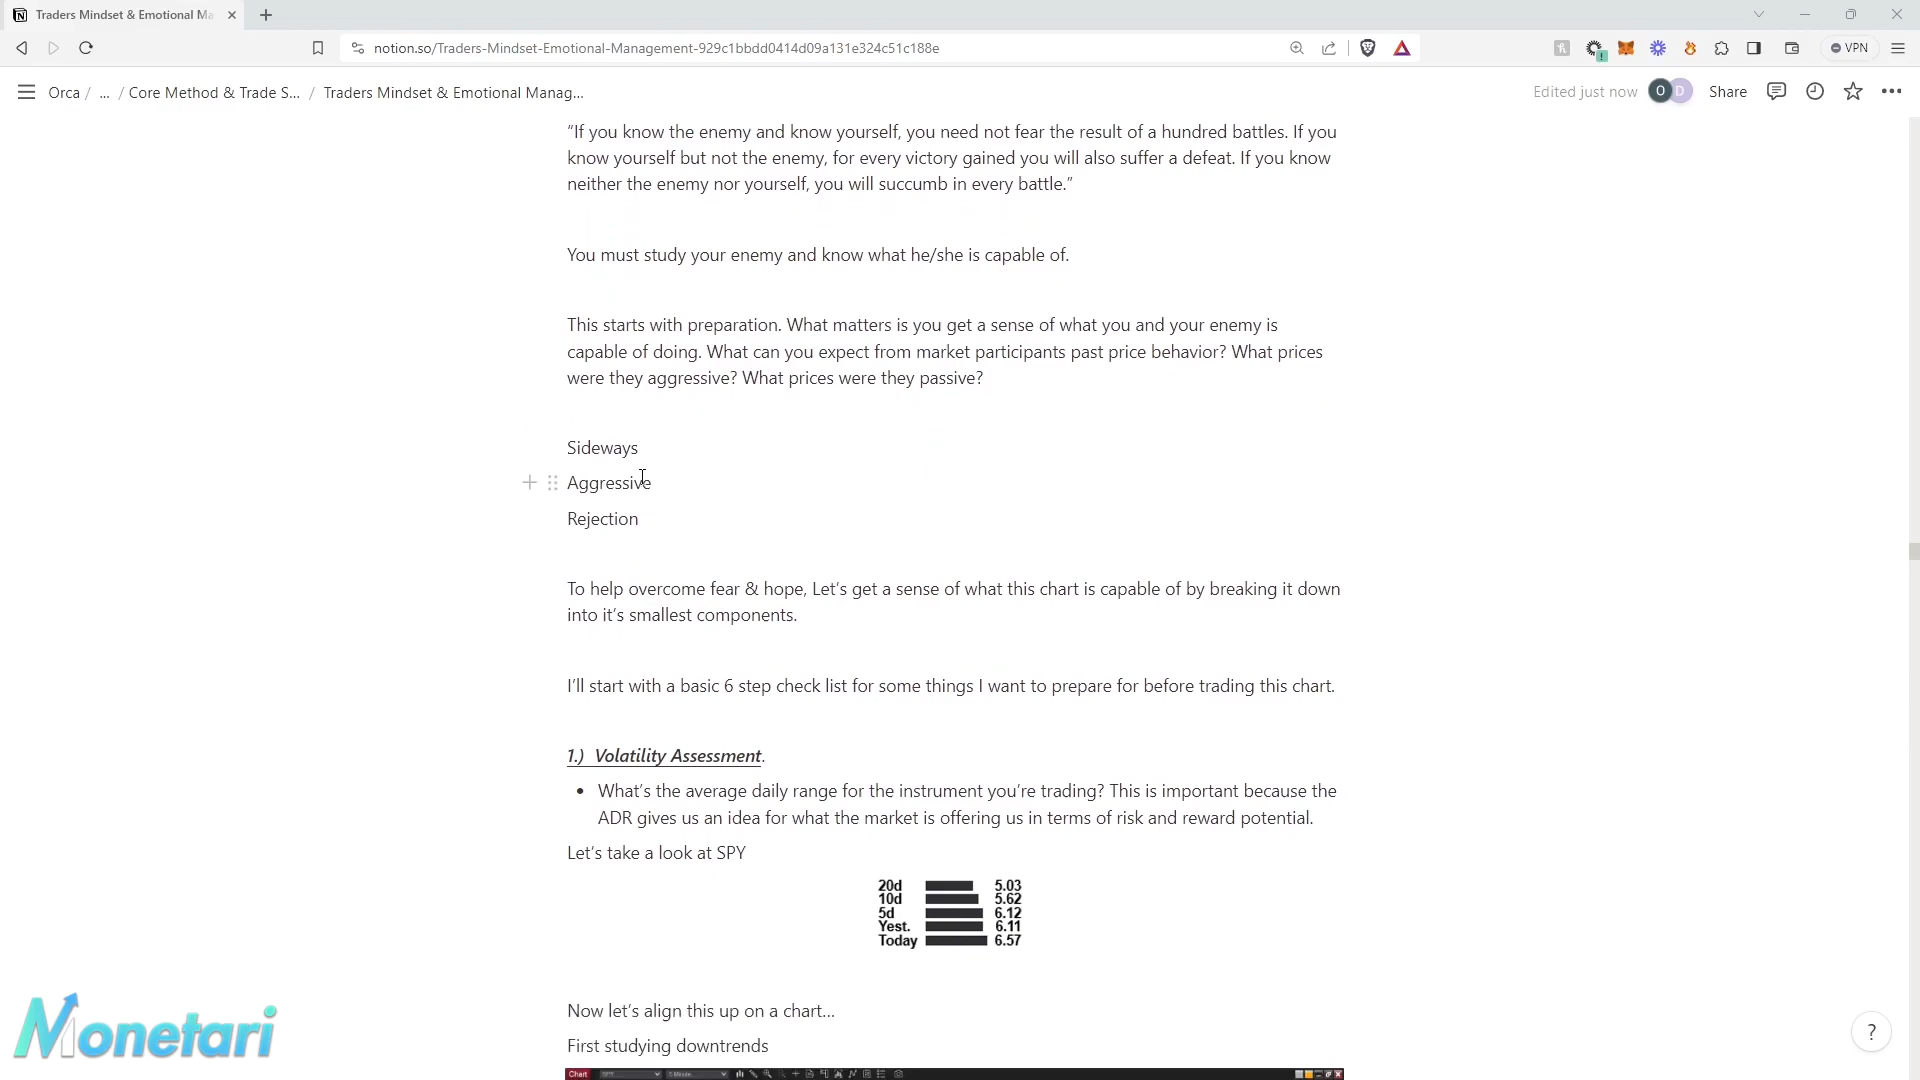 Traders Mindset & Emotional Ma
notion.so/Traders-Mindset-Emotional-Management-929c1bbdd0414d09a131e324c51c188e
VPN
Orca / ... / Core Method & Trade S... / Traders Mindset & Emotional Manag...
Edited just now O D Share
“If you know the enemy and know yourself, you need not fear the result of a hundred battles. If you
know yourself but not the enemy, for every victory gained you will also suffer a defeat. If you know
neither the enemy nor yourself, you will succumb in every battle.”
You must study your enemy and know what he/she is capable of.
This starts with preparation. What matters is you get a sense of what you and your enemy is
capable of doing. What can you expect from market participants past price behavior? What prices
were they aggressive? What prices were they passive?
Sideways
Aggressive
Rejection
To help overcome fear & hope, Let’s get a sense of what this chart is capable of by breaking it down
into it’s smallest components.
I’ll start with a basic 6 step check list for some things I want to prepare for before trading this chart.
1.) Volatility Assessment.
• What’s the average daily range for the instrument you’re trading? This is important because the
ADR gives us an idea for what the market is offering us in terms of risk and reward potential.
Let’s take a look at SPY
20d 5.03
10d 5.62
5d 6.12
Yest. 6.11
Today 6.57
Now let’s align this up on a chart...
First studying downtrends
Chart
Monetari
?